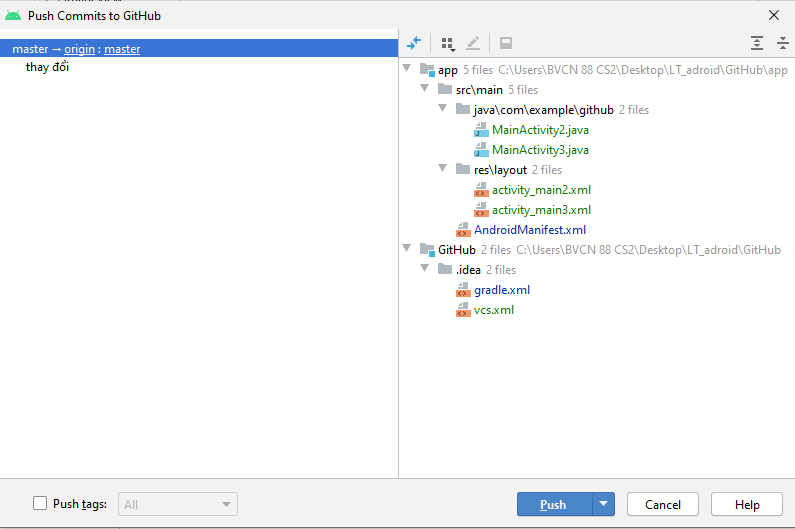 Push Commits to GitHub
master → origin : master
thay đổi
app 5 files C:\Users\BVCN 88 CS2\Desktop\LT_adroid\GitHub\app
src\main 5 files
java\com\example\github 2 files
MainActivity2.java
MainActivity3.java
res\layout 2 files
activity_main2.xml
activity_main3.xml
AndroidManifest.xml
GitHub 2 files C:\Users\BVCN 88 CS2\Desktop\LT_adroid\GitHub
.idea 2 files
gradle.xml
vcs.xml
Push tags: All
Push Cancel Help